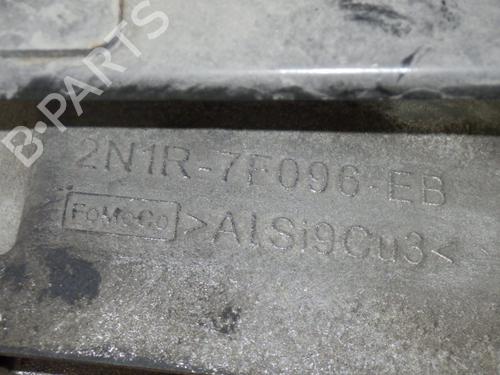 B-PARTS
2N1R-7F096-EB
FoMoCo >AlSi9Cu3<